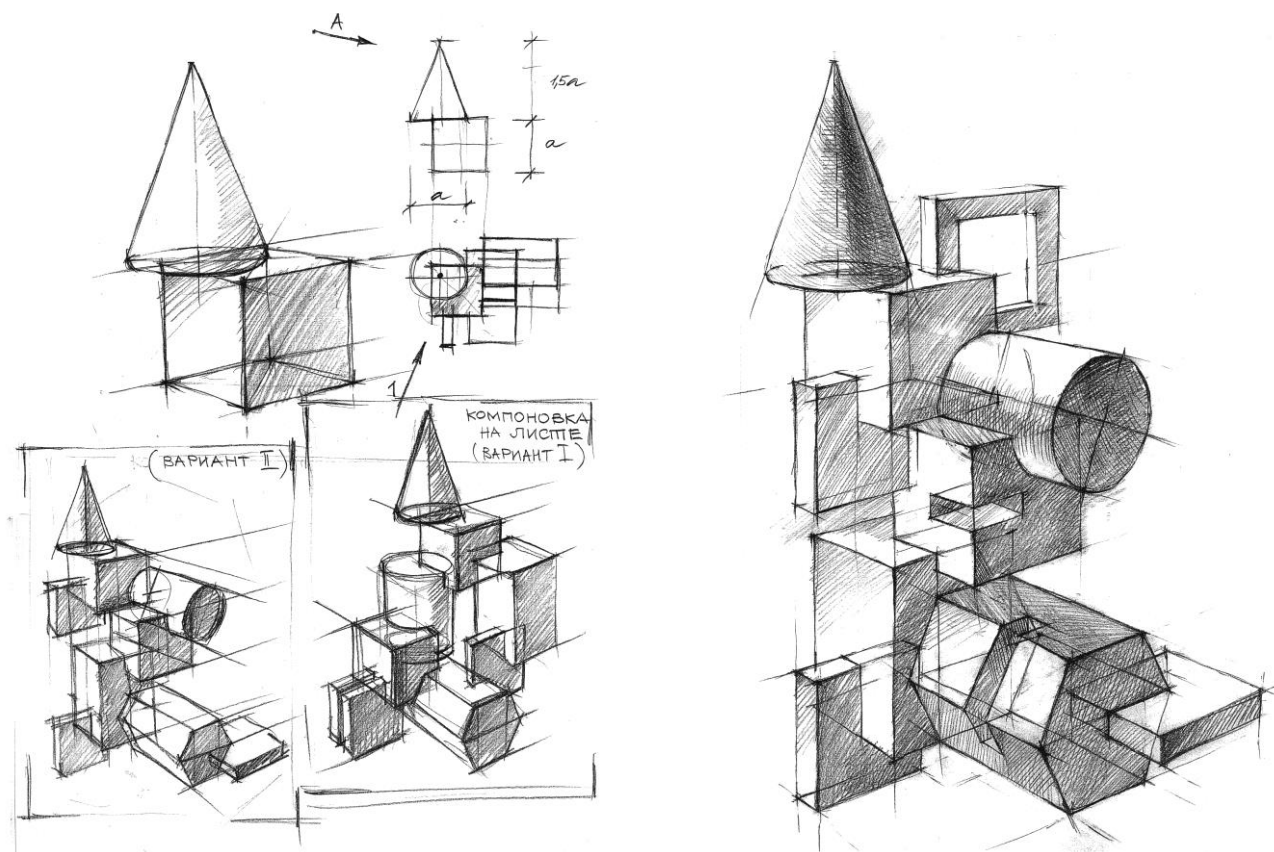 A
1,5a
a
a
1
КОМПОНОВКА
НА ЛИСТЕ
(ВАРИАНТ I)
(ВАРИАНТ II)